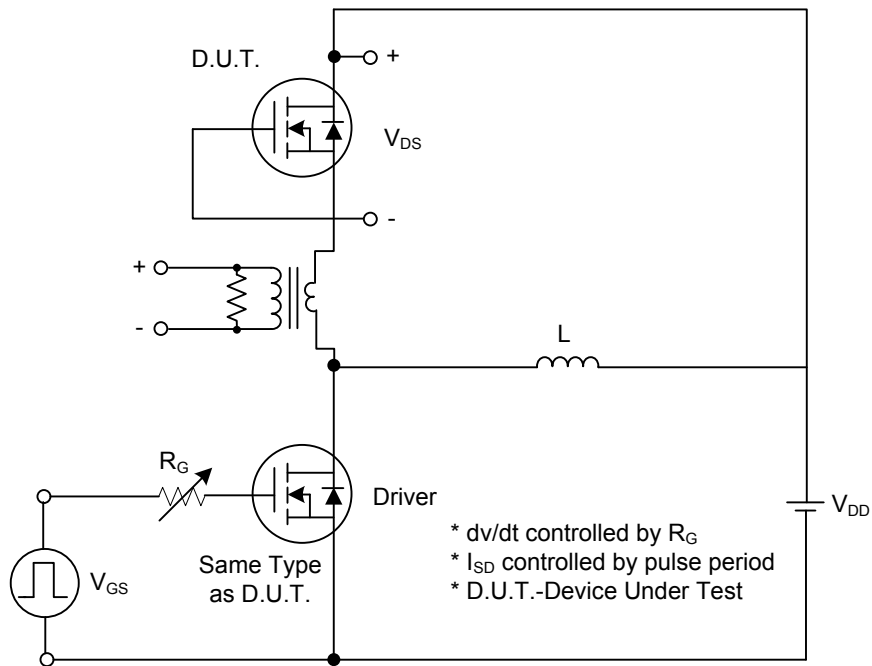 D.U.T.
+
V_DS
-
+
-
L
R_G
Driver
V_DD
V_GS
Same Type
as D.U.T.
* dv/dt controlled by R_G
* I_SD controlled by pulse period
* D.U.T.-Device Under Test